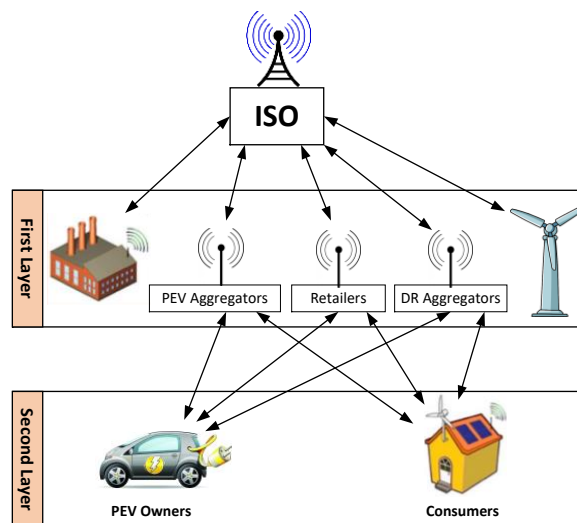 ISO
First Layer
PEV Aggregators
Retailers
DR Aggregators
Second Layer
PEV Owners
Consumers